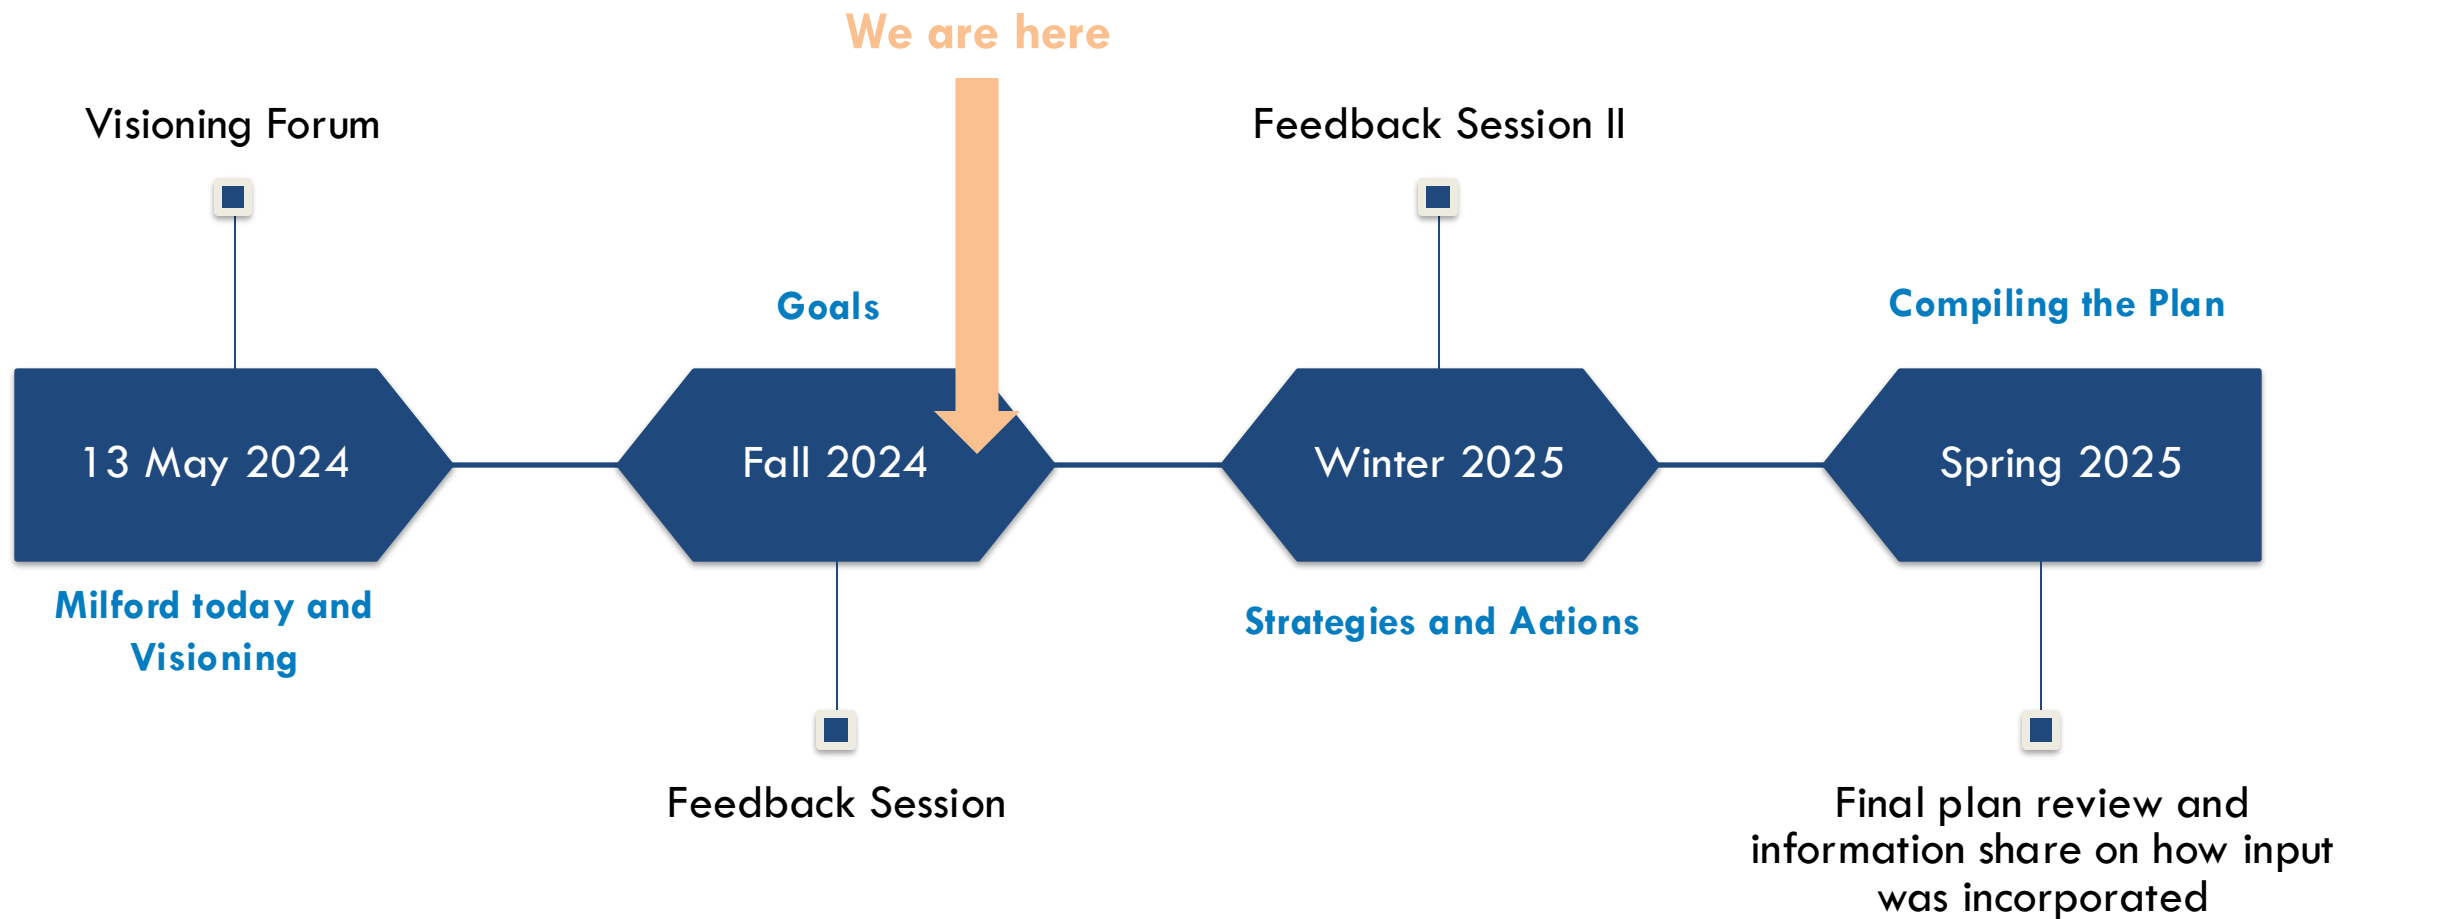 We are here
Visioning Forum
Feedback Session II
Goals
Compiling the Plan
13 May 2024
Fall 2024
Winter 2025
Spring 2025
Milford today and
Visioning
Strategies and Actions
Feedback Session
Final plan review and
information share on how input
was incorporated